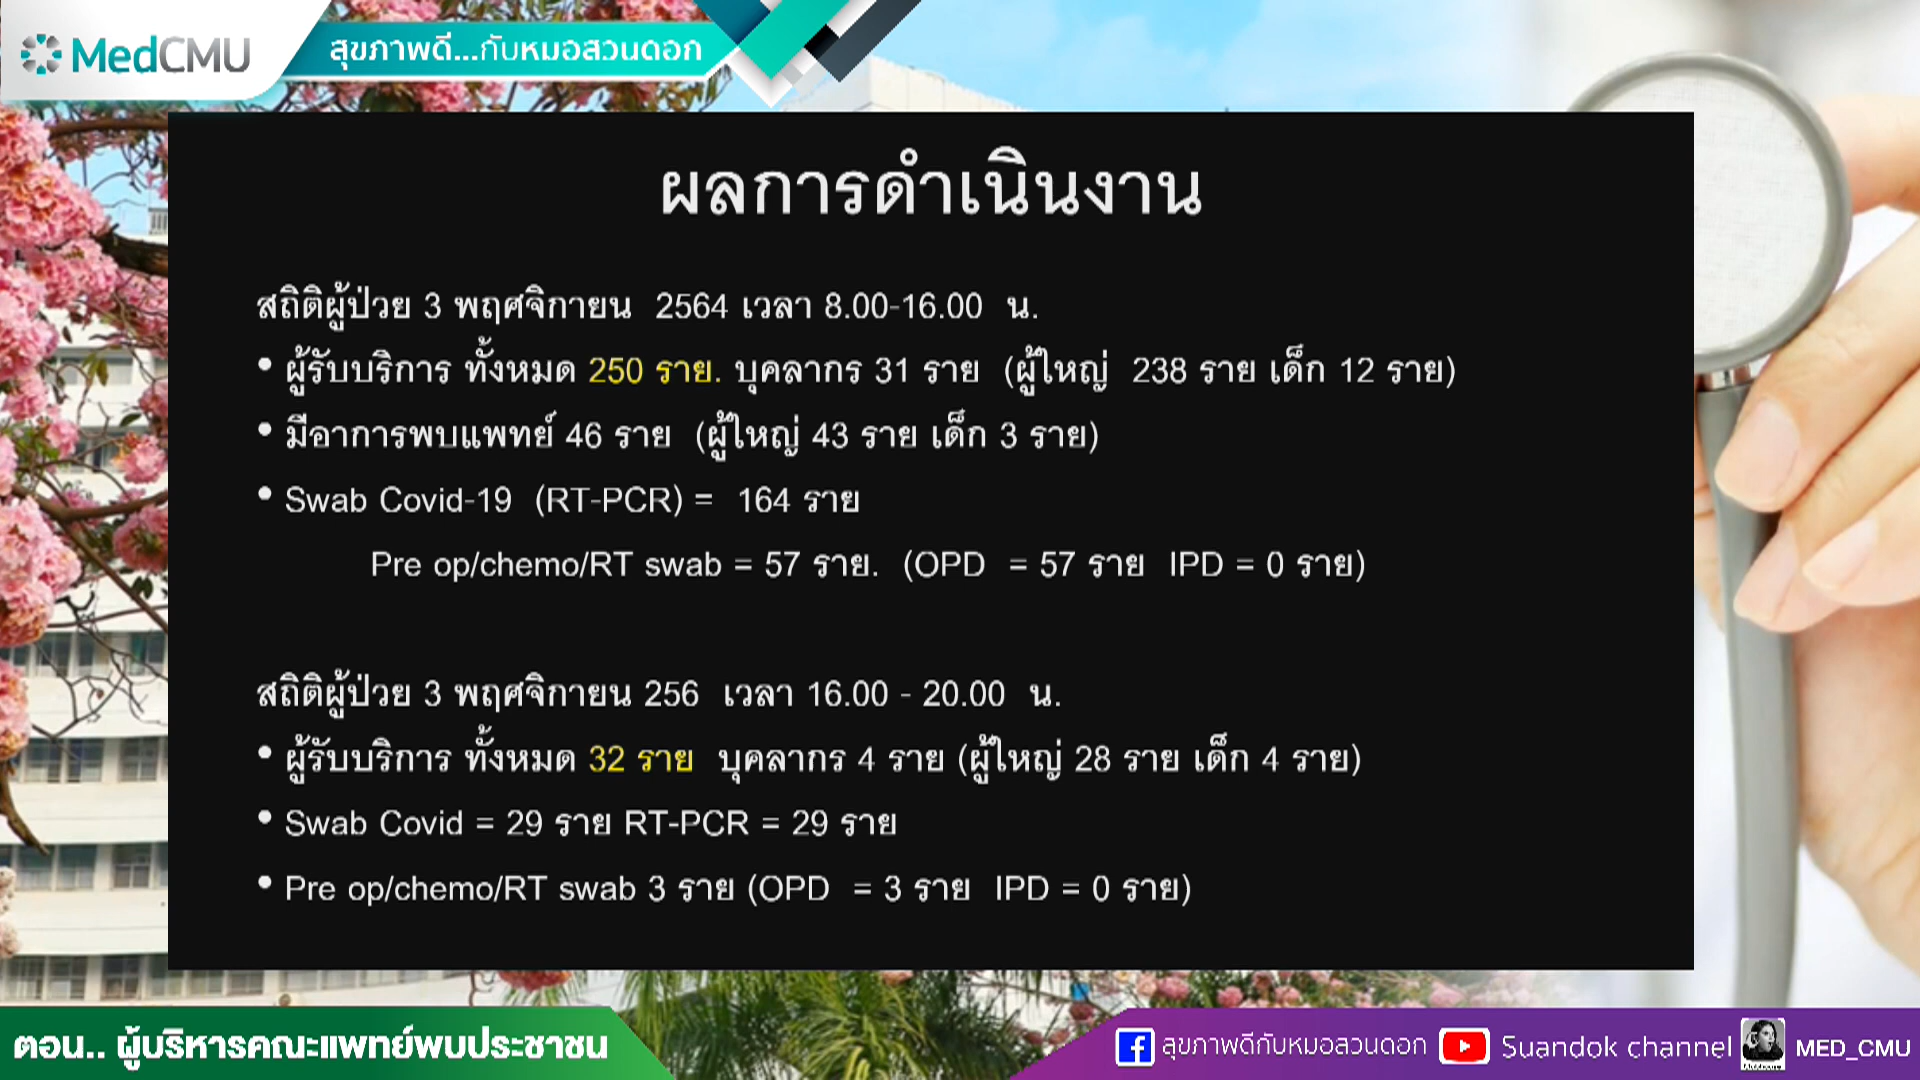 MedCMU
สุขภาพดี...กับหมอสวนดอก
ผลการดำเนินงาน
สถิติผู้ป่วย 3 พฤศจิกายน 2564 เวลา 8.00-16.00 น.
• ผู้รับบริการ ทั้งหมด 250 ราย. บุคลากร 31 ราย (ผู้ใหญ่ 238 ราย เด็ก 12 ราย)
• มีอาการพบแพทย์ 46 ราย (ผู้ใหญ่ 43 ราย เด็ก 3 ราย)
• Swab Covid-19 (RT-PCR) = 164 ราย
Pre op/chemo/RT swab = 57 ราย. (OPD = 57 ราย IPD = 0 ราย)
สถิติผู้ป่วย 3 พฤศจิกายน 256 เวลา 16.00 - 20.00 น.
• ผู้รับบริการ ทั้งหมด 32 ราย บุคลากร 4 ราย (ผู้ใหญ่ 28 ราย เด็ก 4 ราย)
• Swab Covid = 29 ราย RT-PCR = 29 ราย
• Pre op/chemo/RT swab 3 ราย (OPD = 3 ราย IPD = 0 ราย)
ตอน.. ผู้บริหารคณะแพทย์พบประชาชน
สุขภาพดีกับหมอสวนดอก Suandok channel MED_CMU